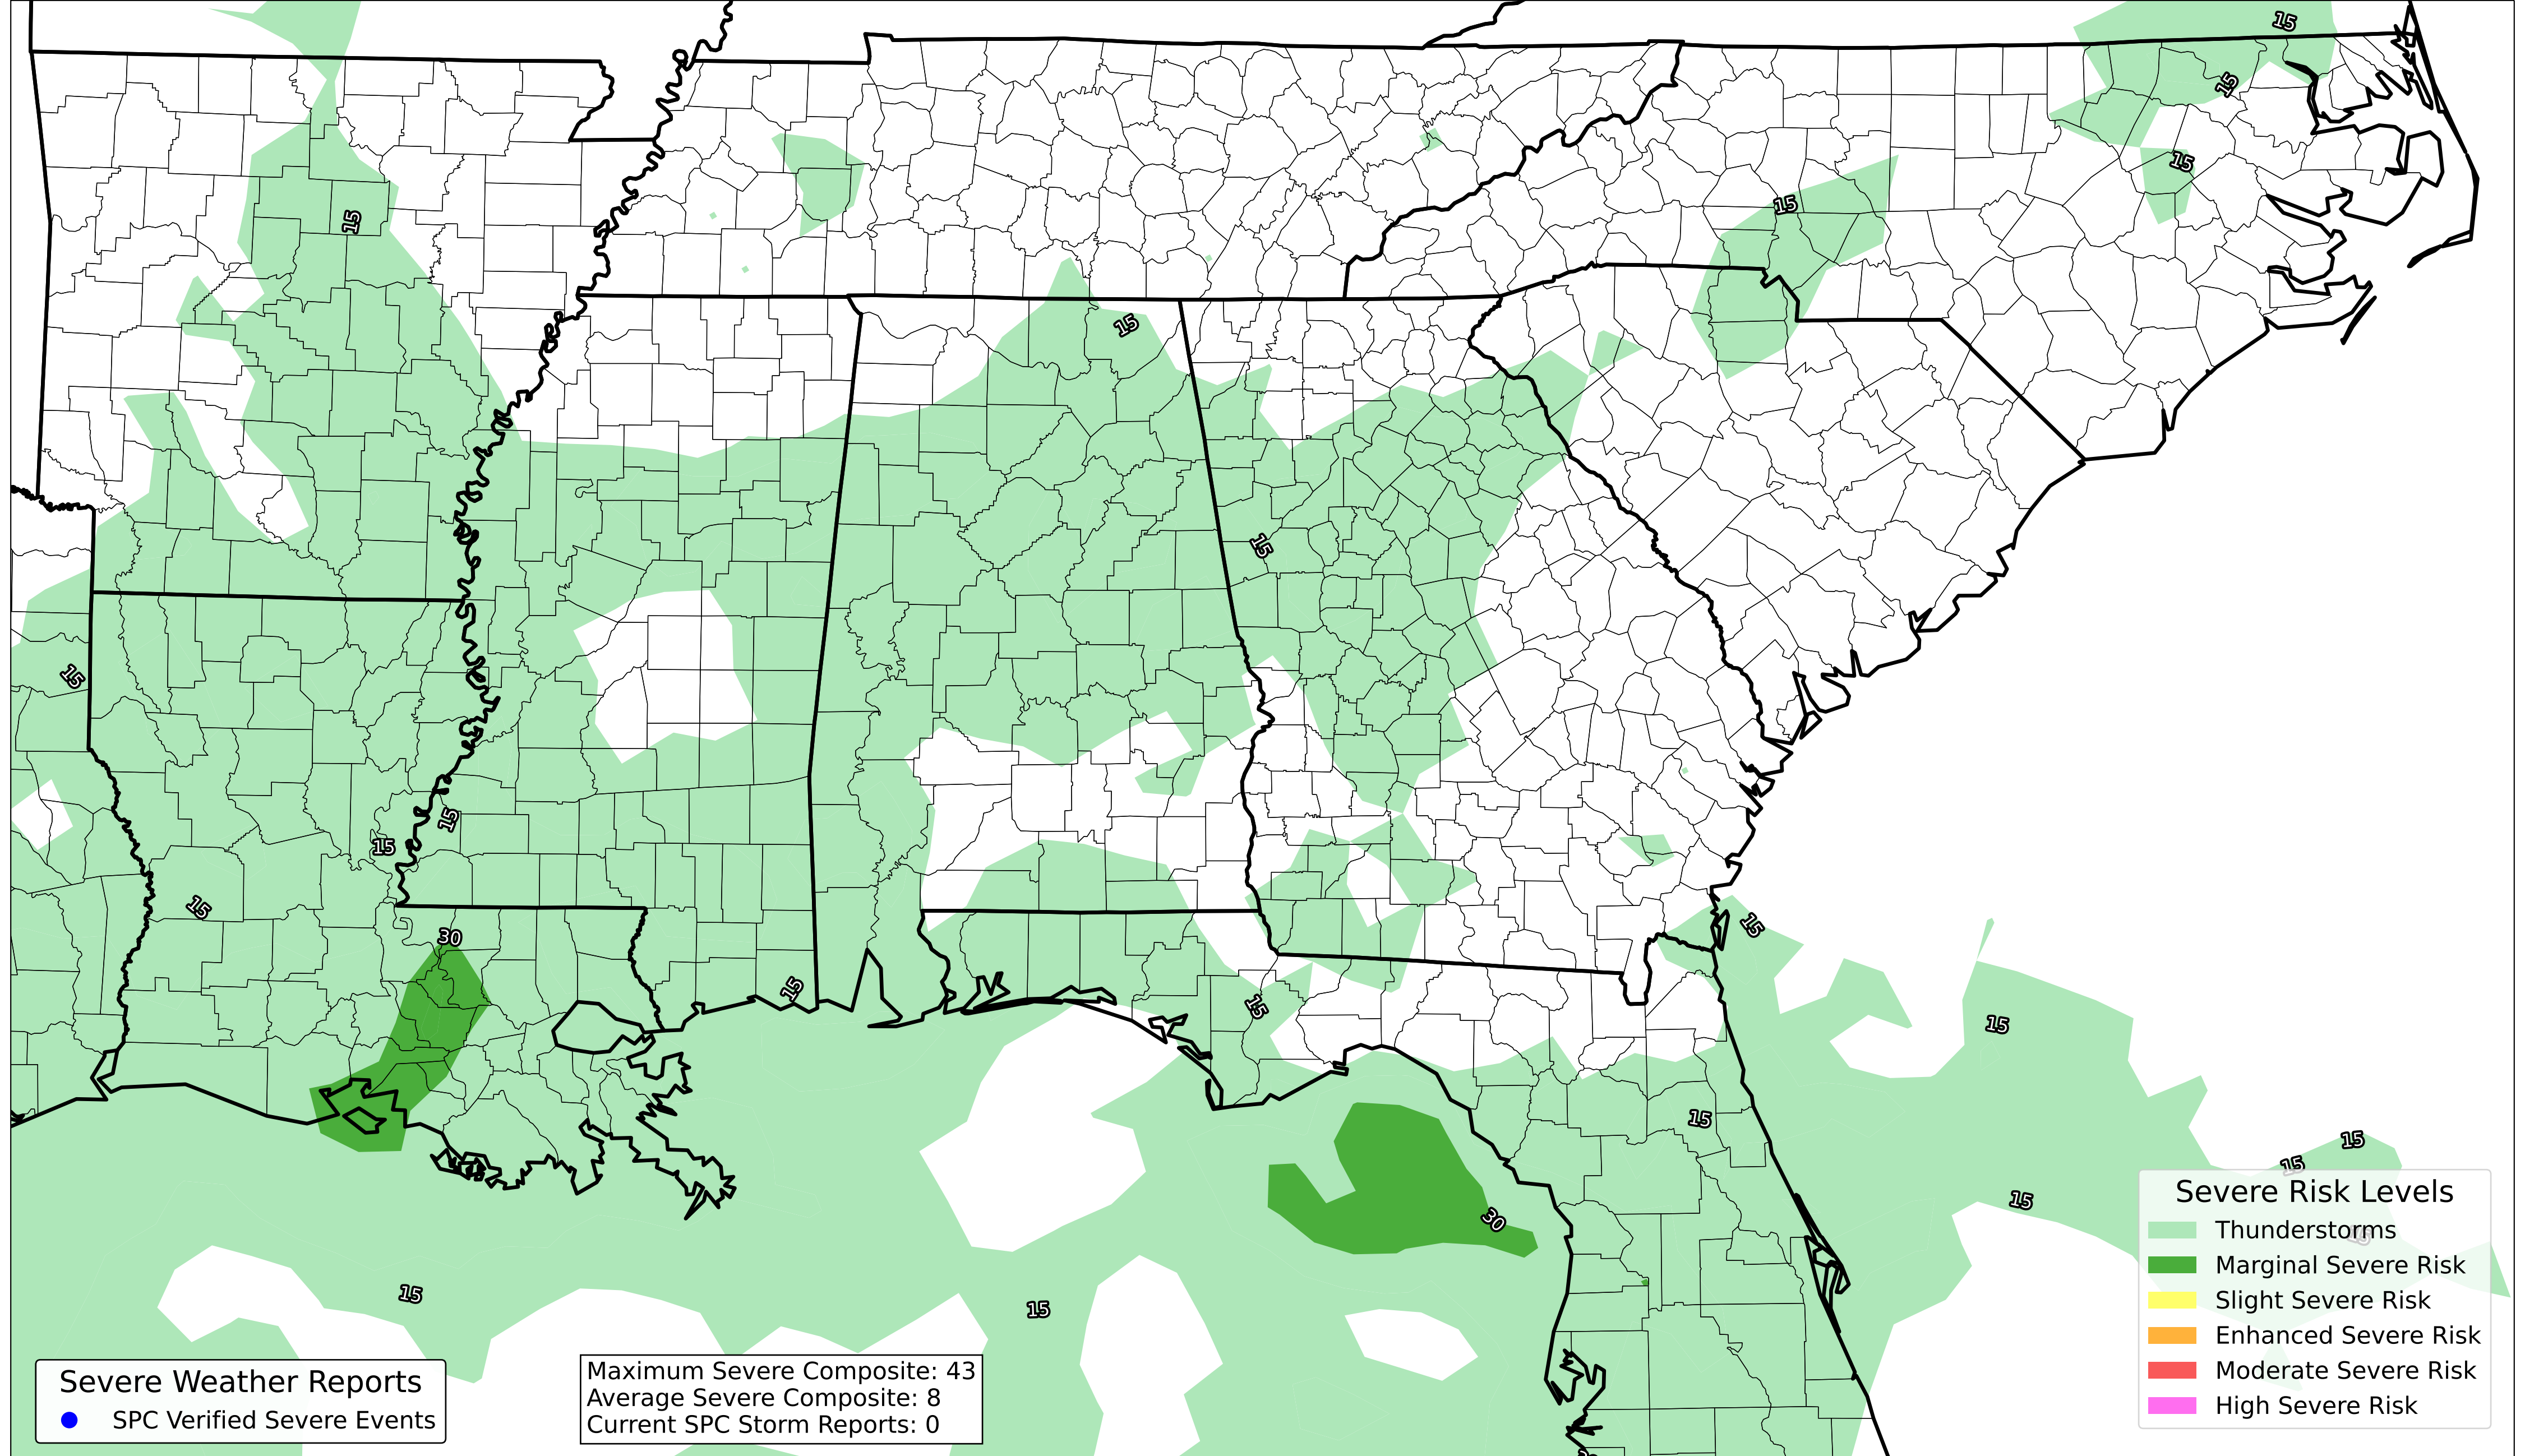 15
15
15
15
15
15
15
15
15
15
15
15
30
15
15
15
15
15
15
15
15
30
15
15
Severe Risk Levels
Thunderstorms
15
Marginal Severe Risk
Slight Severe Risk
Enhanced Severe Risk
Moderate Severe Risk
High Severe Risk
Severe Weather Reports
SPC Verified Severe Events
Maximum Severe Composite: 43
Average Severe Composite: 8
Current SPC Storm Reports: 0